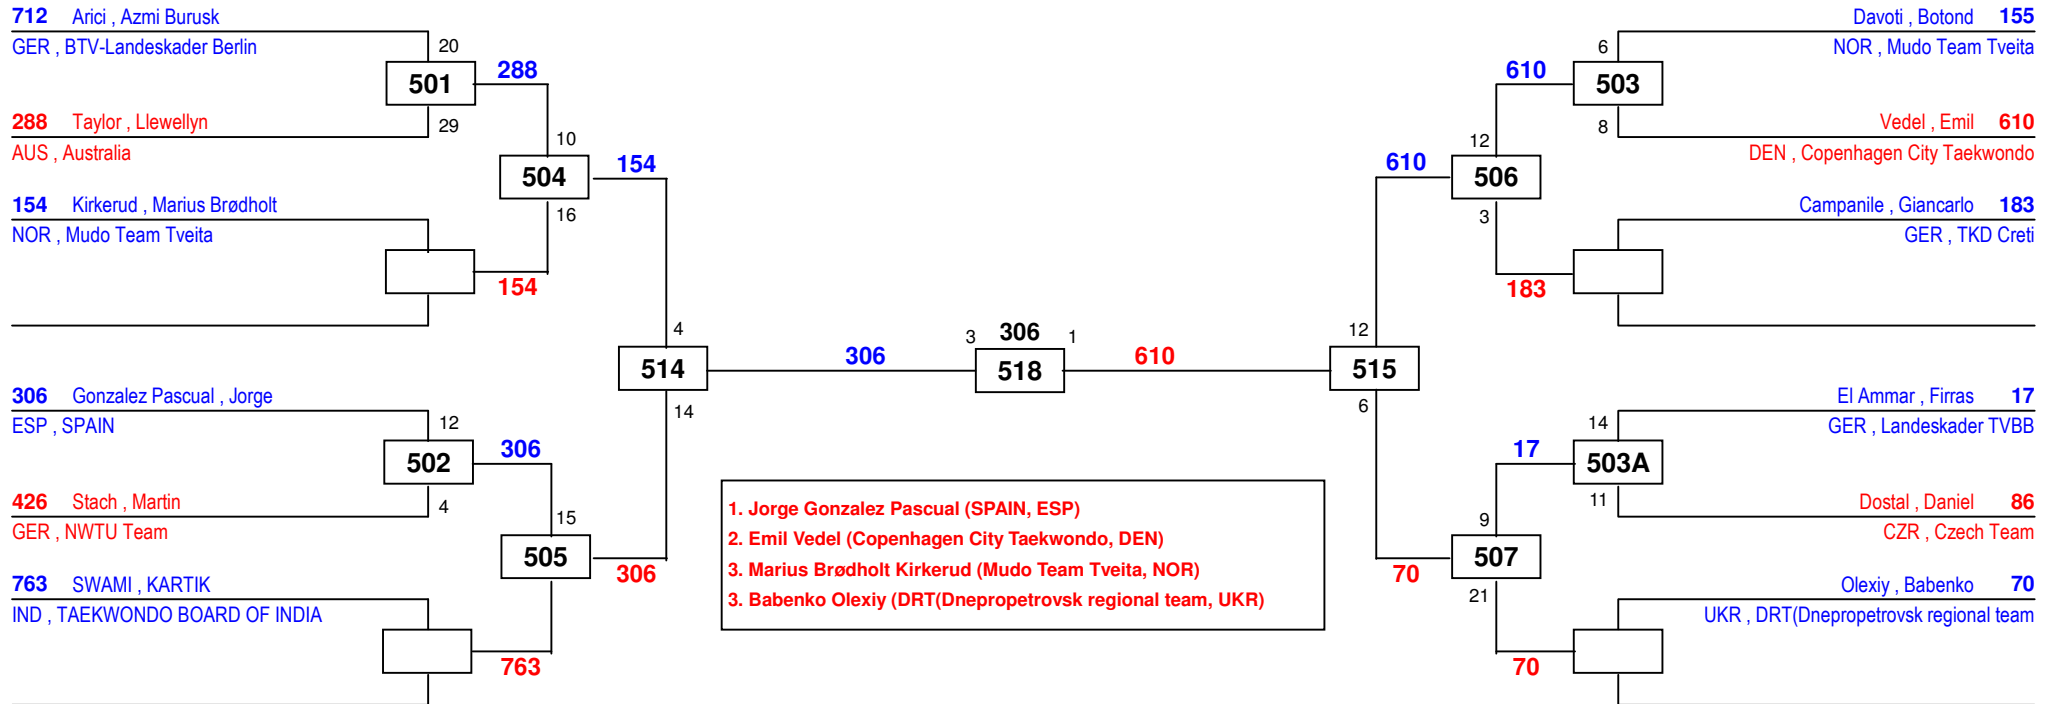 712 Arici , Azmi Burusk
GER , BTV-Landeskader Berlin
20
501
288
29
288 Taylor , Llewellyn
AUS , Australia
10
504
154
16
154 Kirkerud , Marius Brødholt
NOR , Mudo Team Tveita
154
4
514
306
14
306 Gonzalez Pascual , Jorge
ESP , SPAIN
12
502
306
4
426 Stach , Martin
GER , NWTU Team
15
505
306
763 SWAMI , KARTIK
IND , TAEKWONDO BOARD OF INDIA
763
3 306 1
518
610
1. Jorge Gonzalez Pascual (SPAIN, ESP)
2. Emil Vedel (Copenhagen City Taekwondo, DEN)
3. Marius Brødholt Kirkerud (Mudo Team Tveita, NOR)
3. Babenko Olexiy (DRT(Dnepropetrovsk regional team, UKR)
Davoti , Botond 155
NOR , Mudo Team Tveita
6
610
503
8
Vedel , Emil 610
DEN , Copenhagen City Taekwondo
12
610
506
3
Campanile , Giancarlo 183
GER , TKD Creti
183
12
515
6
El Ammar , Firras 17
GER , Landeskader TVBB
14
17
503A
11
Dostal , Daniel 86
CZR , Czech Team
9
70
507
21
Olexiy , Babenko 70
UKR , DRT(Dnepropetrovsk regional team
70